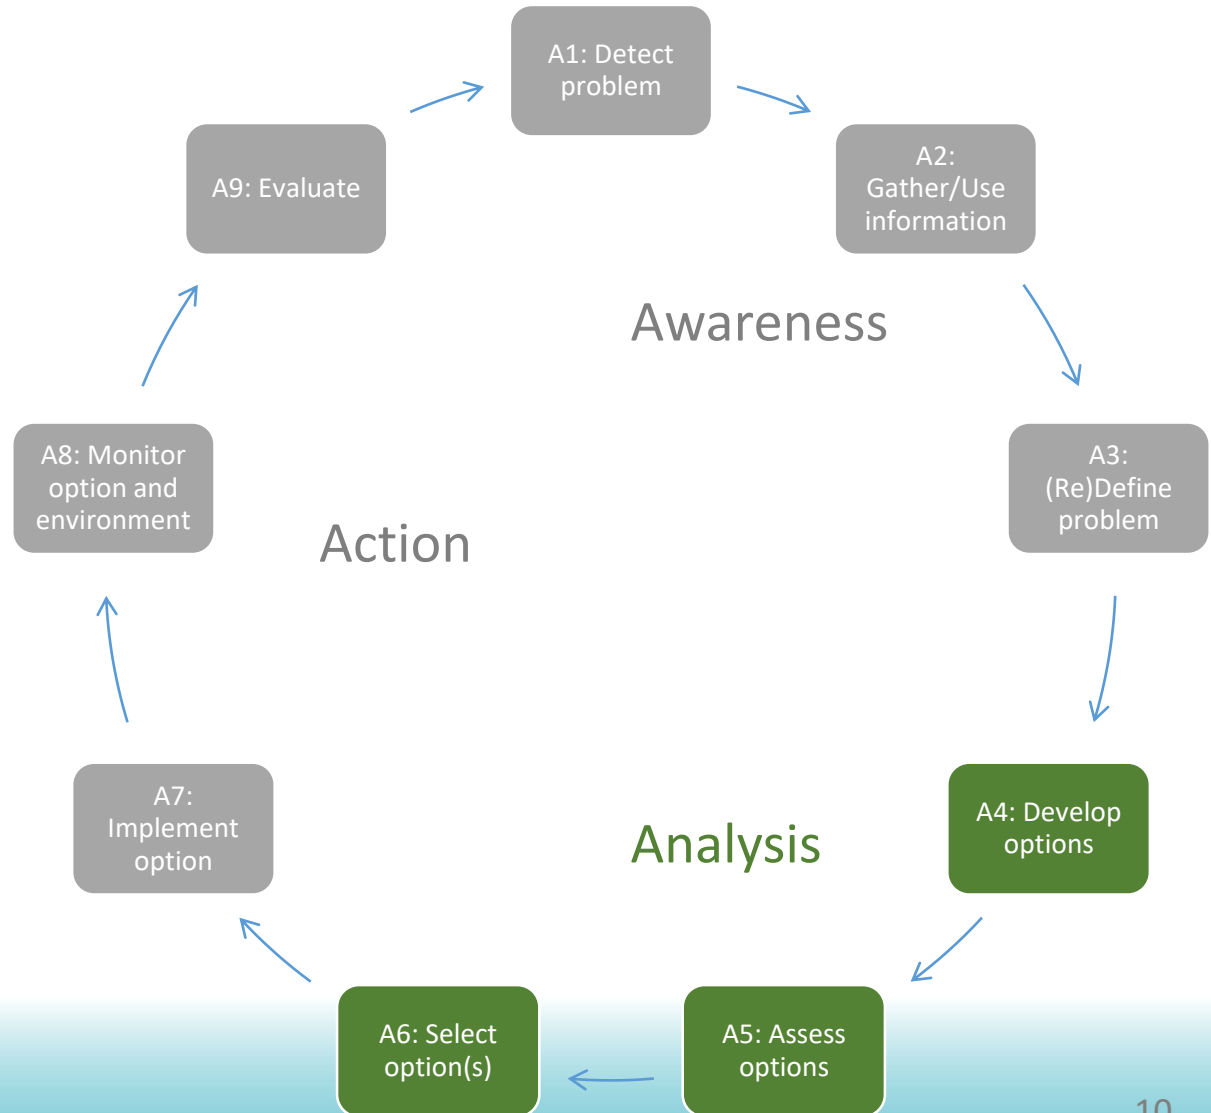 A1: Detect
problem
A2:
Gather/Use
information
Awareness
A3:
(Re)Define
problem
A4: Develop
options
Analysis
A5: Assess
options
A6: Select
option(s)
A7:
Implement
option
Action
A8: Monitor
option and
environment
A9: Evaluate
10